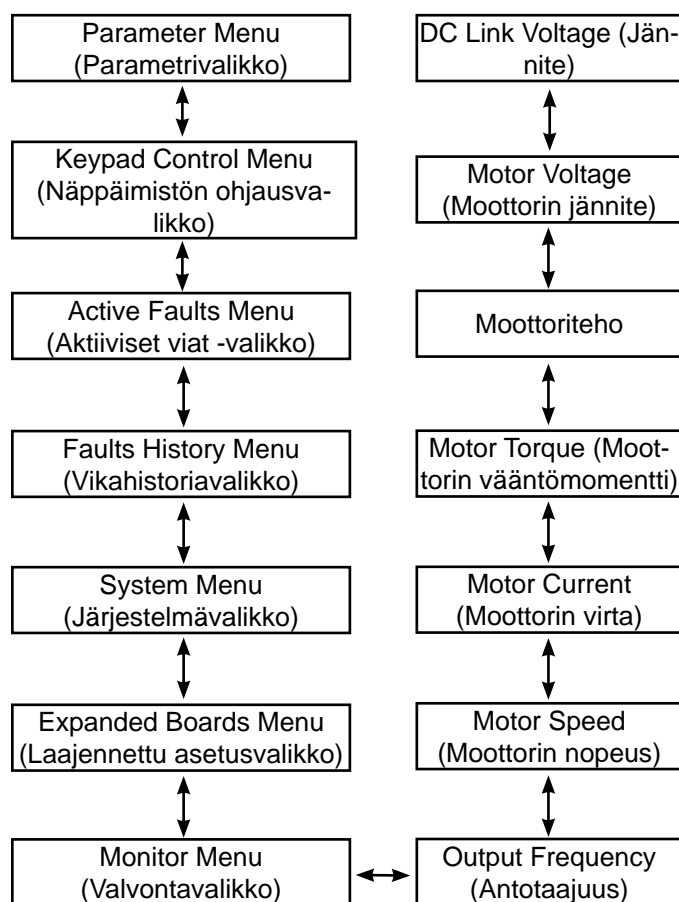 Parameter Menu
(Parametrivalikko)
Keypad Control Menu
(Näppäimistön ohjausva-
likko)
Active Faults Menu
(Aktiiviset viat -valikko)
Faults History Menu
(Vikahistoriavalikko)
System Menu
(Järjestelmävalikko)
Expanded Boards Menu
(Laajennettu asetusvalikko)
Monitor Menu
(Valvontavalikko)
DC Link Voltage (Jän-
nite)
Motor Voltage
(Moottorin jännite)
Moottoriteho
Motor Torque (Moot-
torin vääntömomentti)
Motor Current
(Moottorin virta)
Motor Speed
(Moottorin nopeus)
Output Frequency
(Antotaajuus)